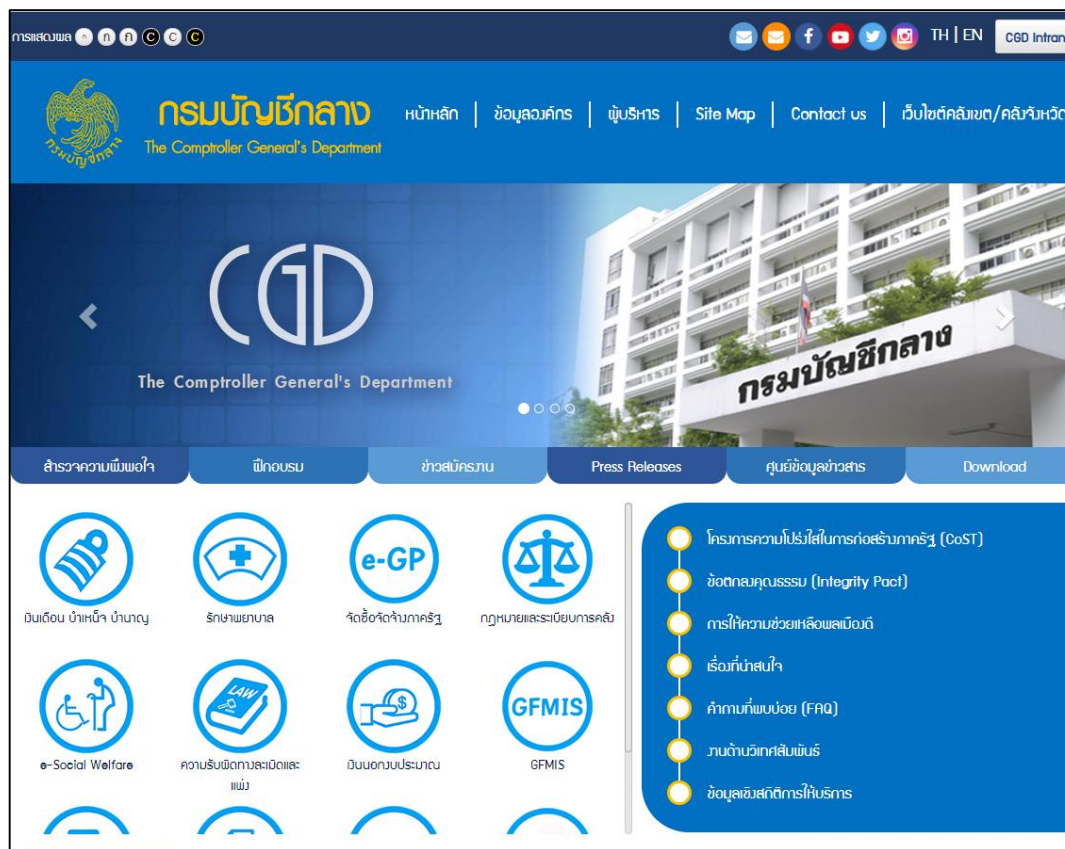 การแสดงผล ก ก ก C C C
TH | EN
CGD Intran
กรมบัญชีกลาง
กรมบัญชีกลาง
The Comptroller General's Department
หน้าหลัก | ข้อมูลองค์กร | ผู้บริหาร | Site Map | Contact us | เว็บไซต์คลังเขต/คลังจังหวัด
CGD
The Comptroller General's Department
กรมบัญชีกลาง
สำรวจความพึงพอใจ
ฝึกอบรม
ข่าวสมัครงาน
Press Releases
ศูนย์ข้อมูลข่าวสาร
Download
เงินเดือน บำเหน็จ บำนาญ
รักษาพยาบาล
e-GP
จัดซื้อจัดจ้างภาครัฐ
กฎหมายและระเบียบการคลัง
e-Social Welfare
LAW
ความรับผิดทางละเมิดและ
แพ่ง
$
เงินนอกงบประมาณ
GFMIS
GFMIS
โครงการความโปร่งใสในการก่อสร้างภาครัฐ (CoST)
ข้อตกลงคุณธรรม (Integrity Pact)
การให้ความช่วยเหลือพลเมืองดี
เรื่องที่น่าสนใจ
คำถามที่พบบ่อย (FAQ)
งานด้านวิเทศสัมพันธ์
ข้อมูลเชิงสถิติการให้บริการ